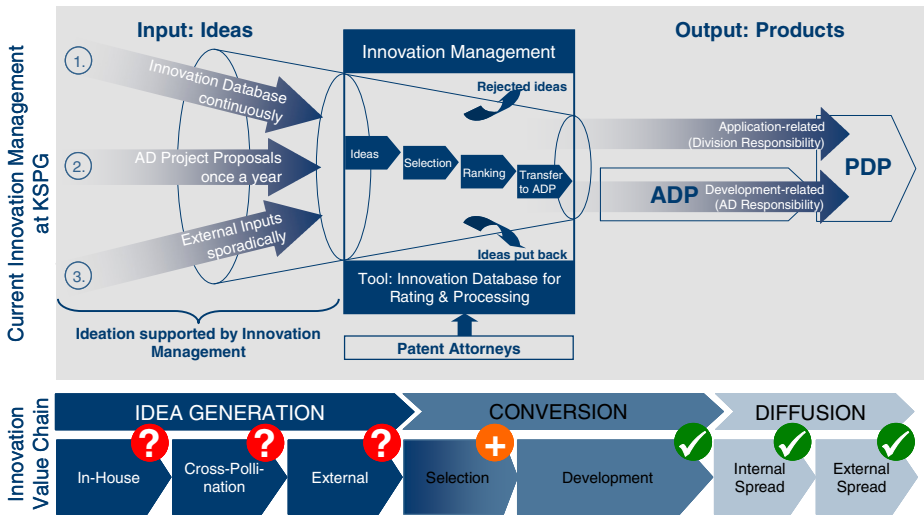 Current Innovation Management
at KSPG
Input: Ideas
Output: Products
1.
Innovation Database
continuously
2.
AD Project Proposals
once a year
3.
External Inputs
sporadically
Ideation supported by Innovation
Management
Innovation Management
Rejected ideas
Ideas
Selection
Ranking
Transfer
to ADP
Ideas put back
Tool: Innovation Database for
Rating & Processing
Patent Attorneys
Application-related
(Division Responsibility)
ADP
Development-related
(AD Responsibility)
PDP
Innovation
Value Chain
IDEA GENERATION
CONVERSION
DIFFUSION
?
?
?
+
In-House
Cross-Polli-
nation
External
Selection
Development
Internal
Spread
External
Spread